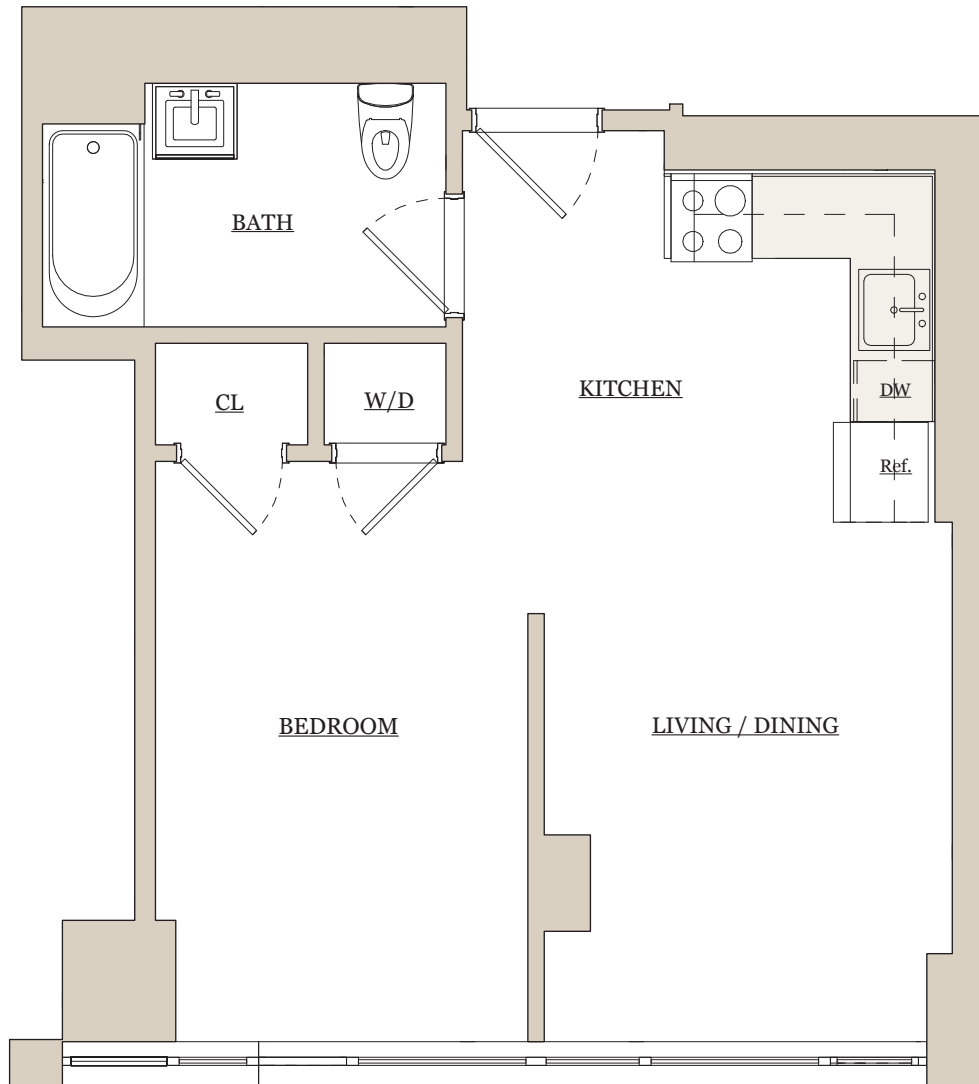 BATH
CL
W/D
KITCHEN
DW
Ref.
BEDROOM
LIVING / DINING